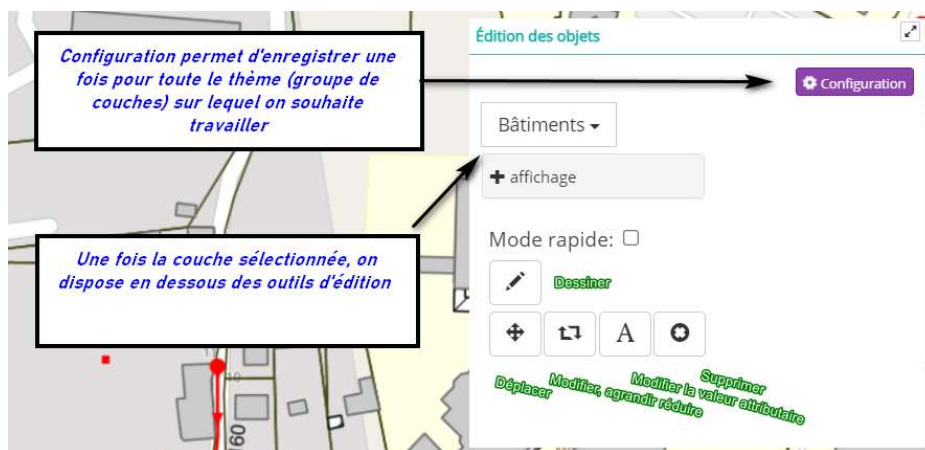 Configuration permet d'enregistrer une
fois pour toute le thème (groupe de
couches) sur lequel on souhaite
travailler
Édition des objets
Configuration
Bâtiments
affichage
Une fois la couche sélectionnée, on
dispose en dessous des outils d'édition
Mode rapide:
Dessiner
A
Déplacer
Modifier, agrandir réduire
Modifier la valeur attributaire
Supprimer
10
160